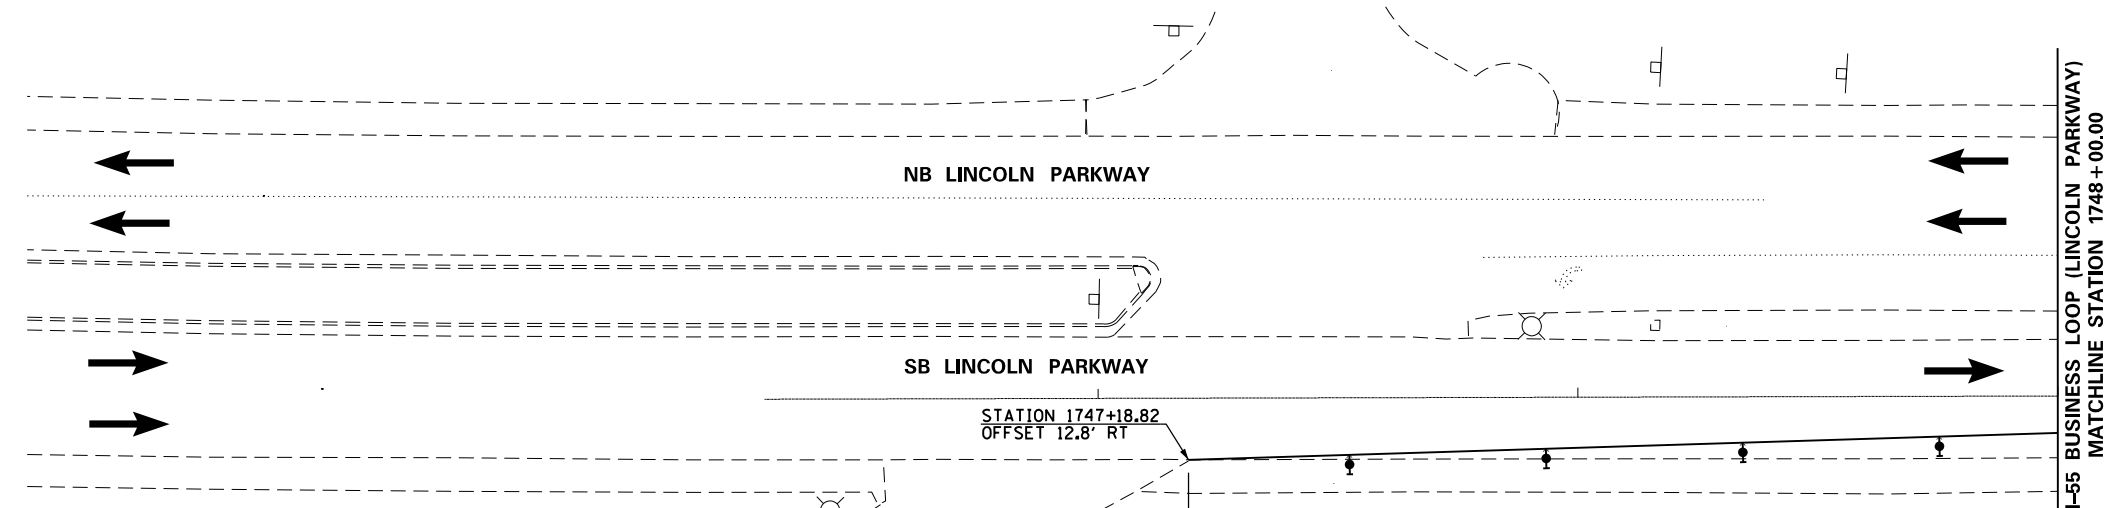 NB LINCOLN PARKWAY
SB LINCOLN PARKWAY
STATION 1747+18.82
OFFSET 12.8' RT
I-55 BUSINESS LOOP (LINCOLN PARKWAY)
MATCHLINE STATION 1748+00.00